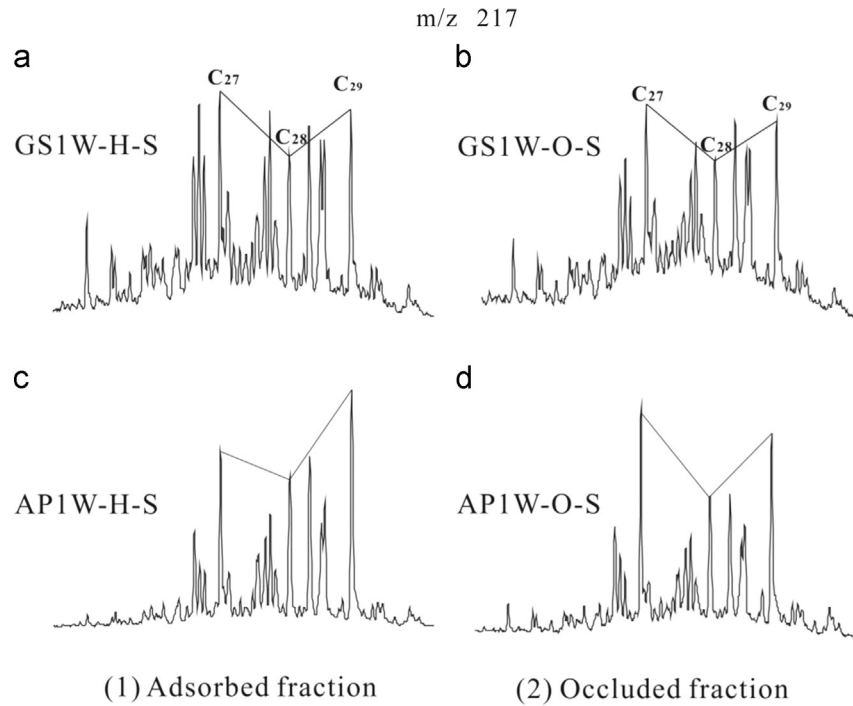 m/z 217
a
b
C27
C29
C28
GS1W-H-S
C27
C29
C28
GS1W-O-S
c
d
AP1W-H-S
AP1W-O-S
(1) Adsorbed fraction
(2) Occluded fraction